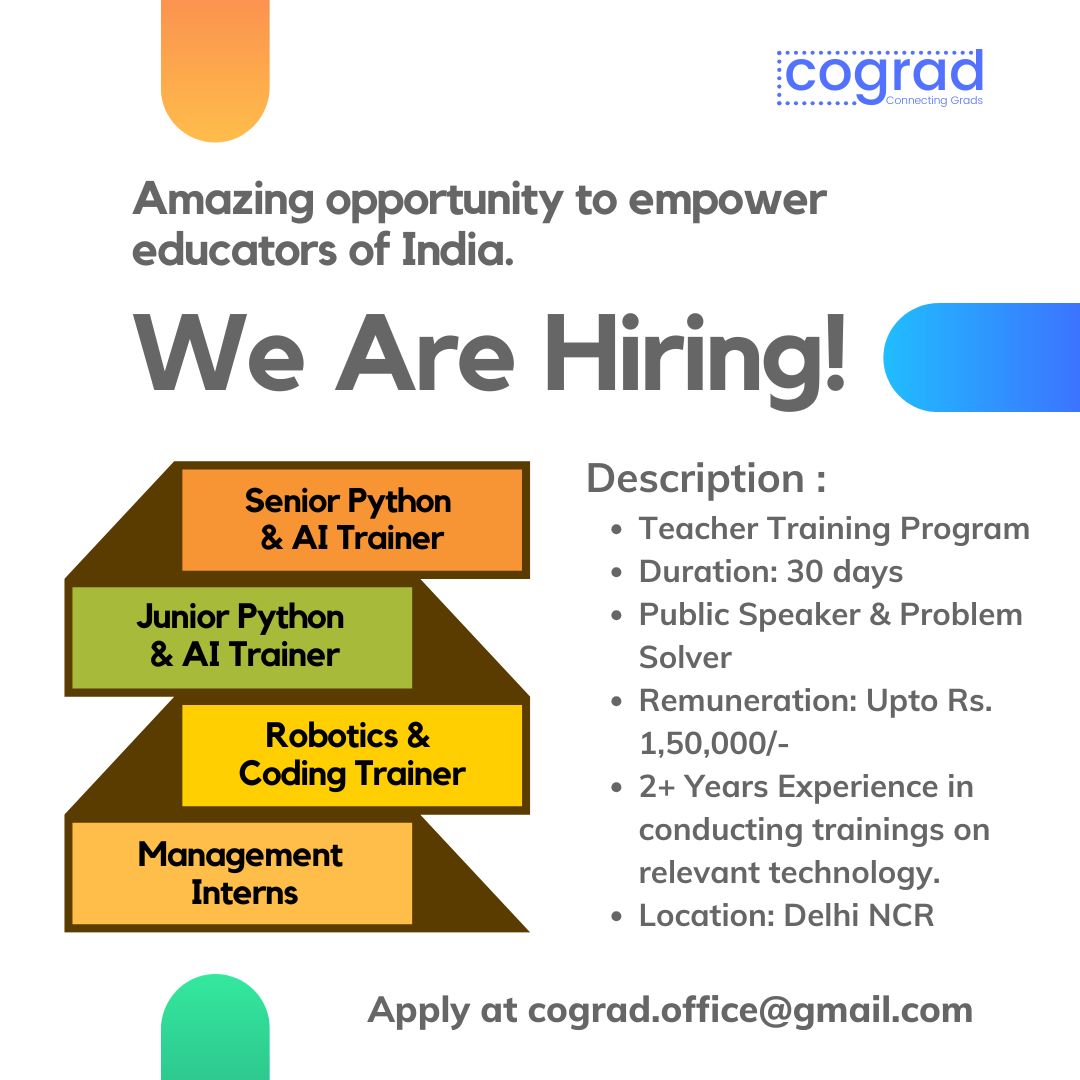 cograd
Connecting Grads
Amazing opportunity to empower
educators of India.
We Are Hiring!
Senior Python
& AI Trainer
Junior Python
& AI Trainer
Robotics &
Coding Trainer
Management
Interns
Description :
• Teacher Training Program
• Duration: 30 days
• Public Speaker & Problem
Solver
• Remuneration: Upto Rs.
1,50,000/-
• 2+ Years Experience in
conducting trainings on
relevant technology.
• Location: Delhi NCR
Apply at cograd.office@gmail.com